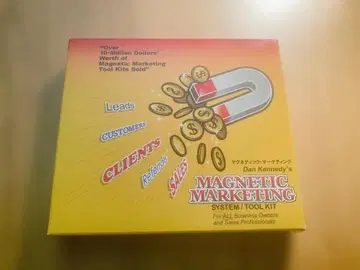 "Over
10-Million Dollars'
Worth of
Magnetic Marketing
Tool Kits Sold"
Leads
CUSTOMERS
CLIENTS
Referrals
SALES
マグネティック・マーケティング
Dan Kennedy's
MAGNETIC
MARKETING
SYSTEM / TOOL KIT
For ALL Business Owners
and Sales Professionals